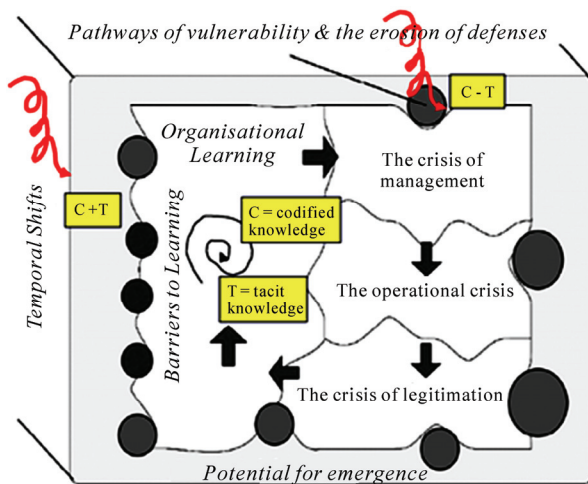 Pathways of vulnerability & the erosion of defenses
C - T
Organisational
Learning
The crisis of
management
C + T
Temporal Shifts
Barriers to Learning
C = codified
knowledge
T = tacit
knowledge
The operational crisis
The crisis of legitimation
Potential for emergence